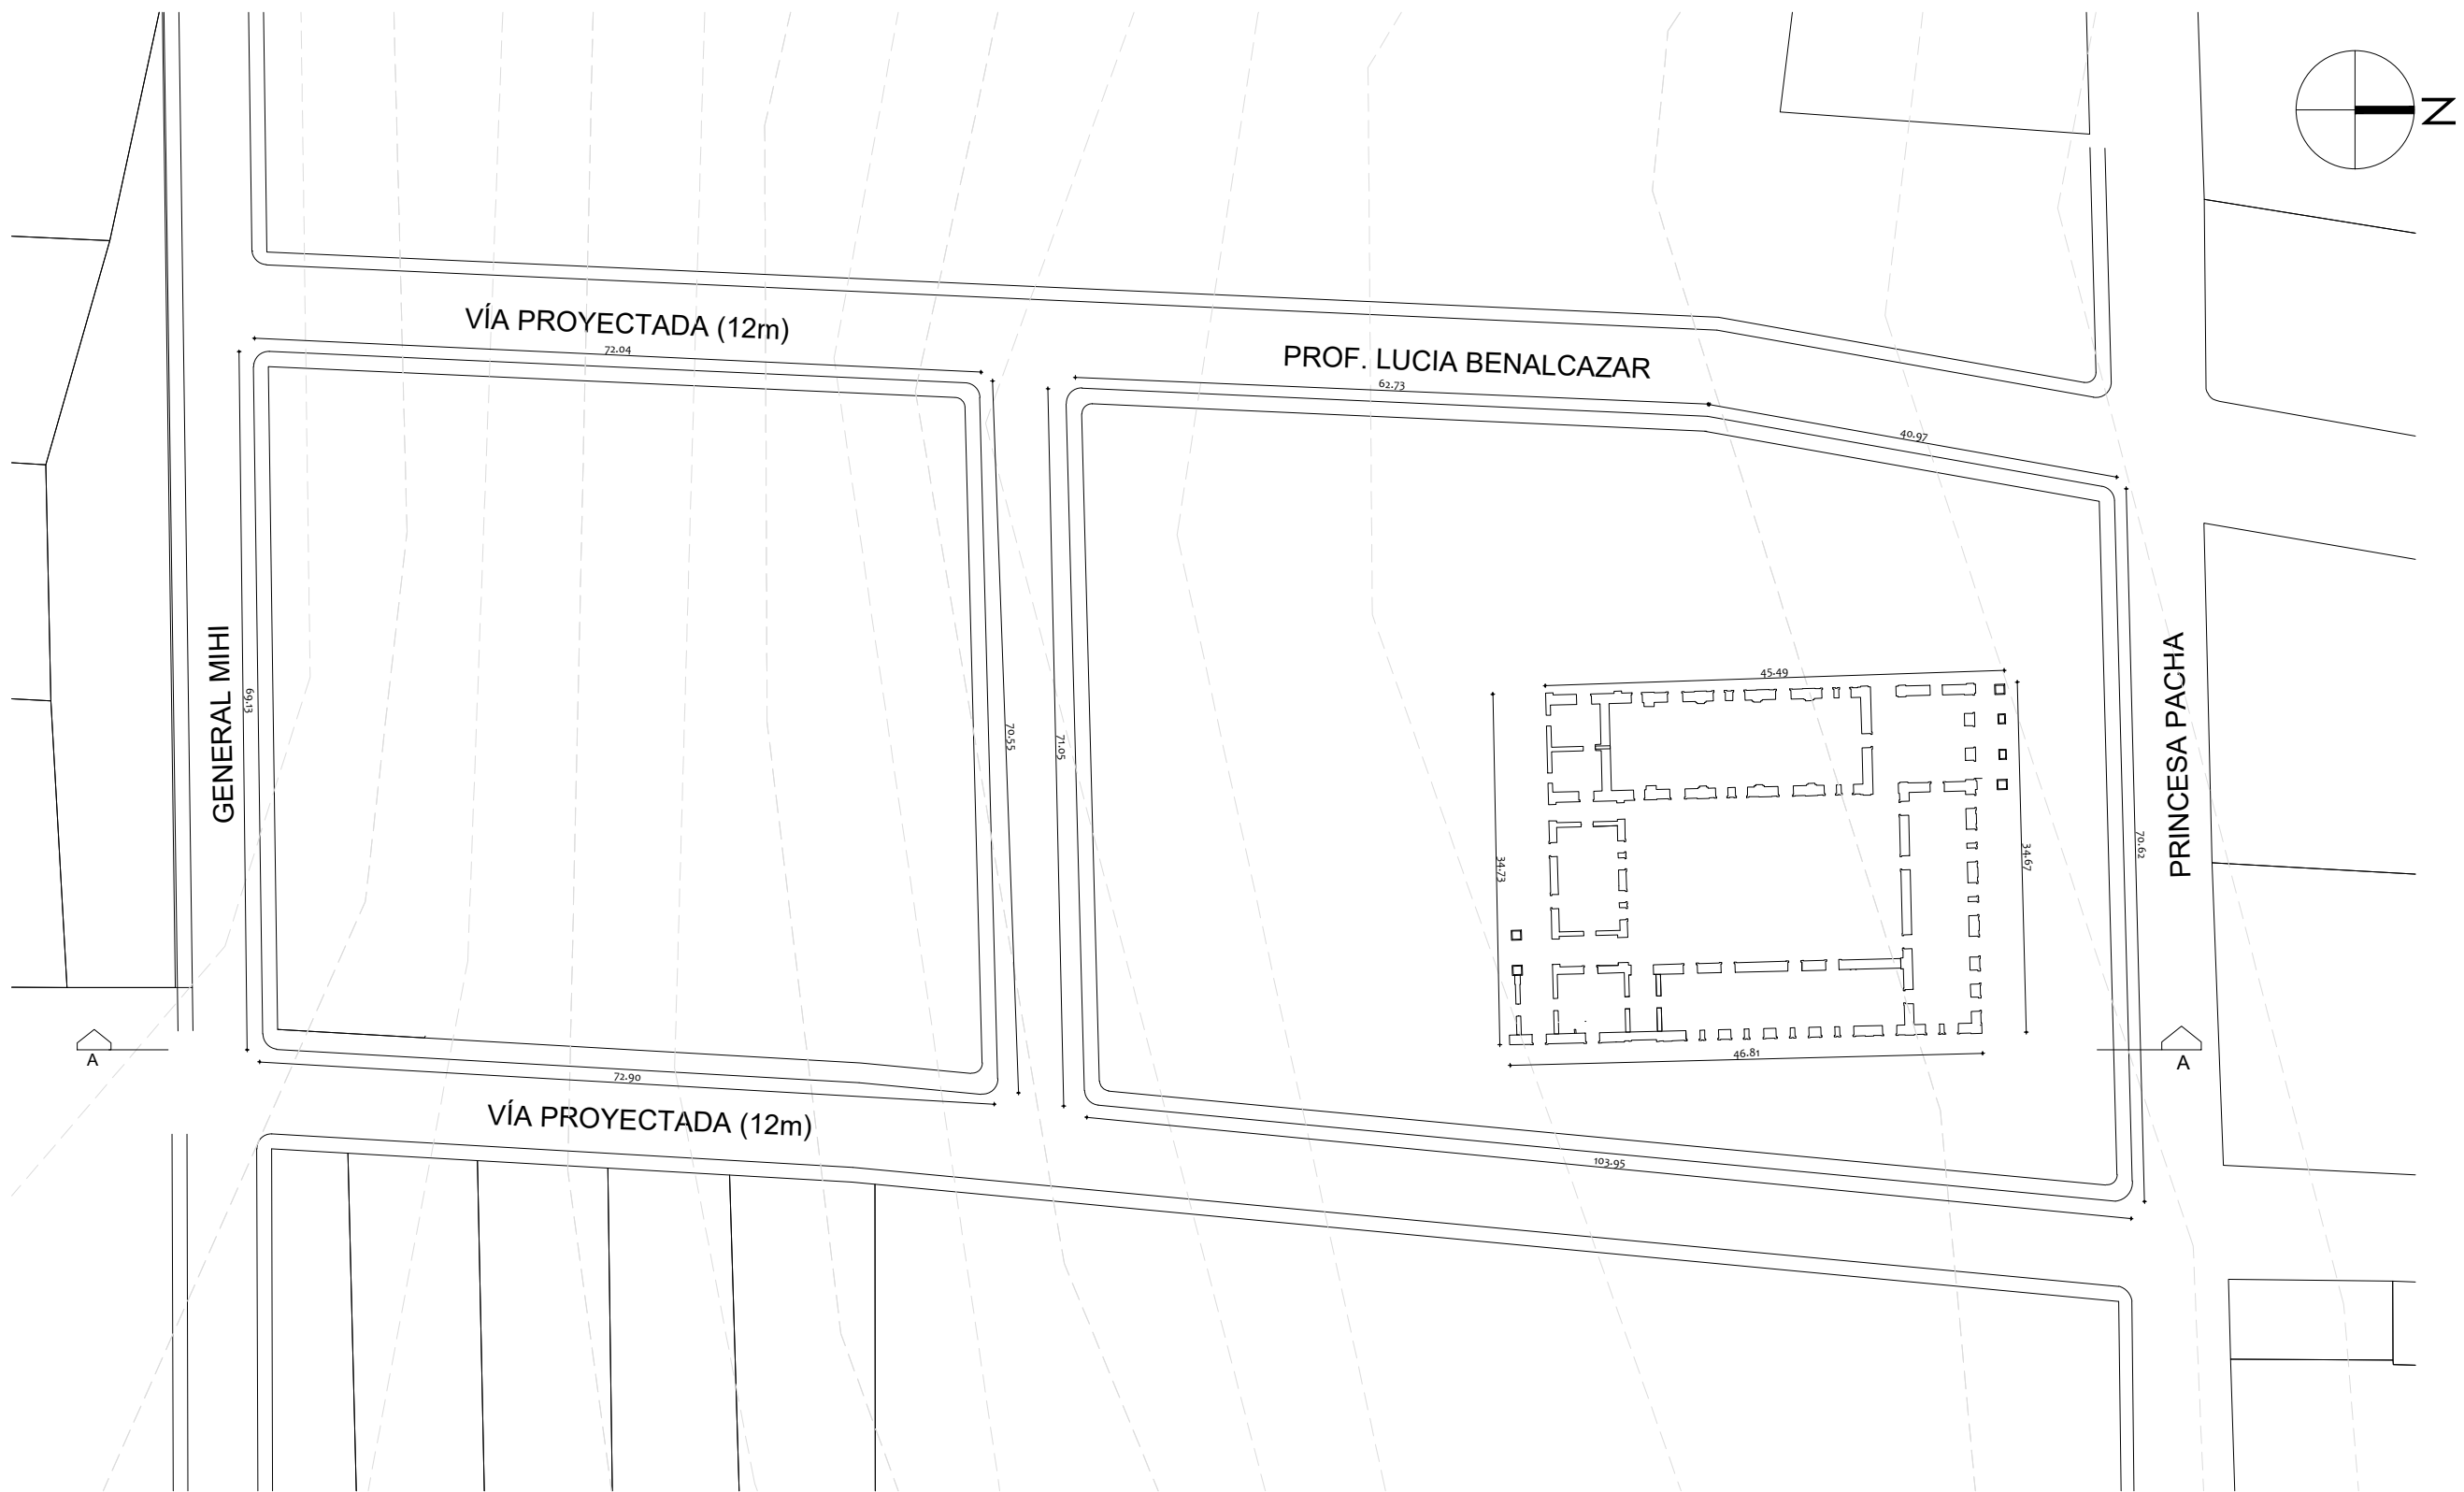 N
VÍA PROYECTADA (12m)
72.04
PROF. LUCIA BENALCAZAR
62.73
40.97
GENERAL MIHI
69.13
70.55
71.05
45.49
34.73
34.67
PRINCESA PACHA
70.62
46.81
A
A
72.90
VÍA PROYECTADA (12m)
103.95